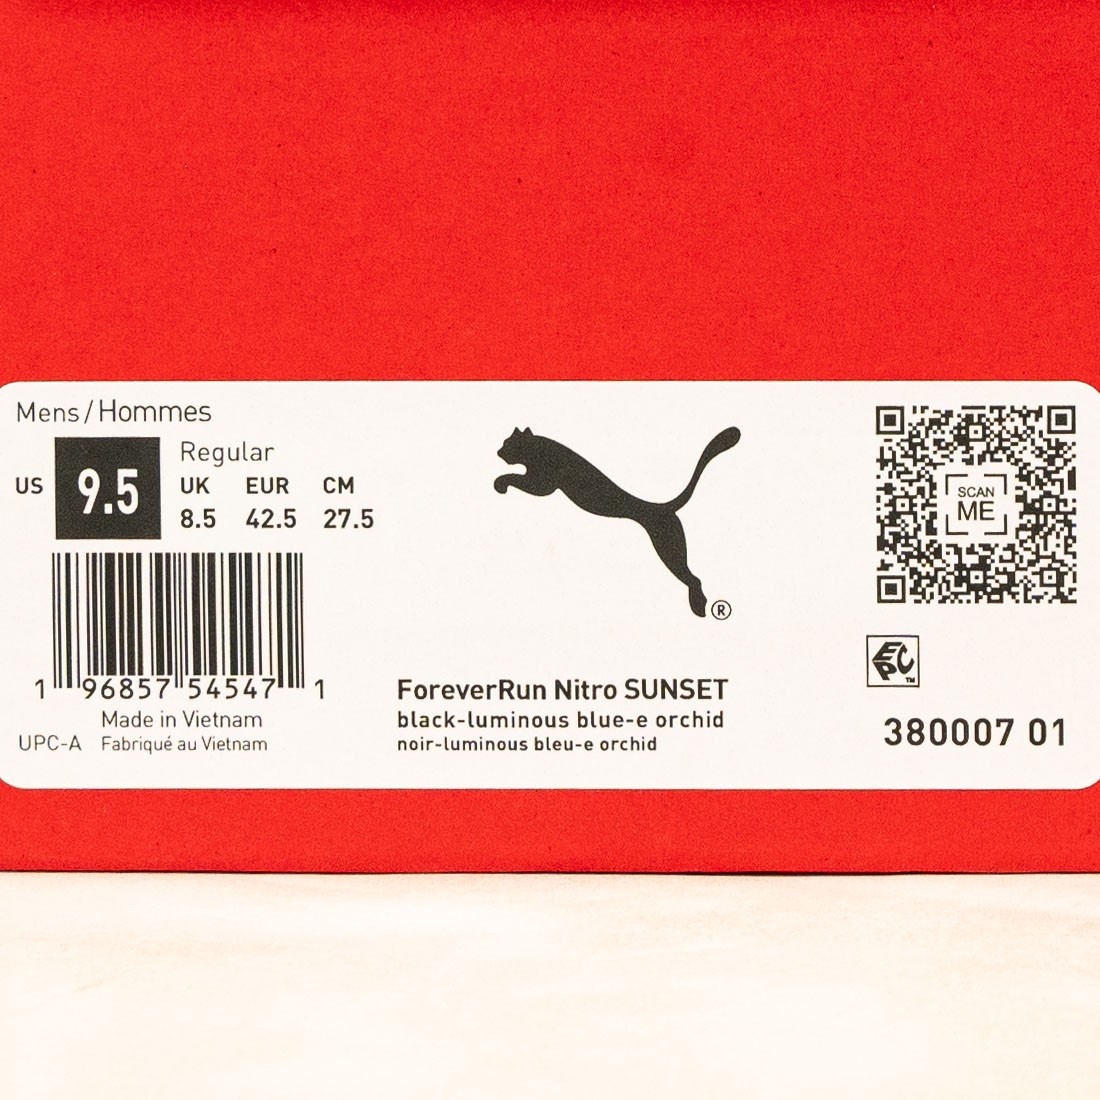 Mens/Hommes
Regular
US 9.5 UK EUR CM
8.5 42.5 27.5
1 96857 54547 1
Made in Vietnam
UPC-A Fabriqué au Vietnam
®
ForeverRun Nitro SUNSET
black-luminous blue-e orchid
noir-luminous bleu-e orchid
SCAN
ME
EPC™
380007 01